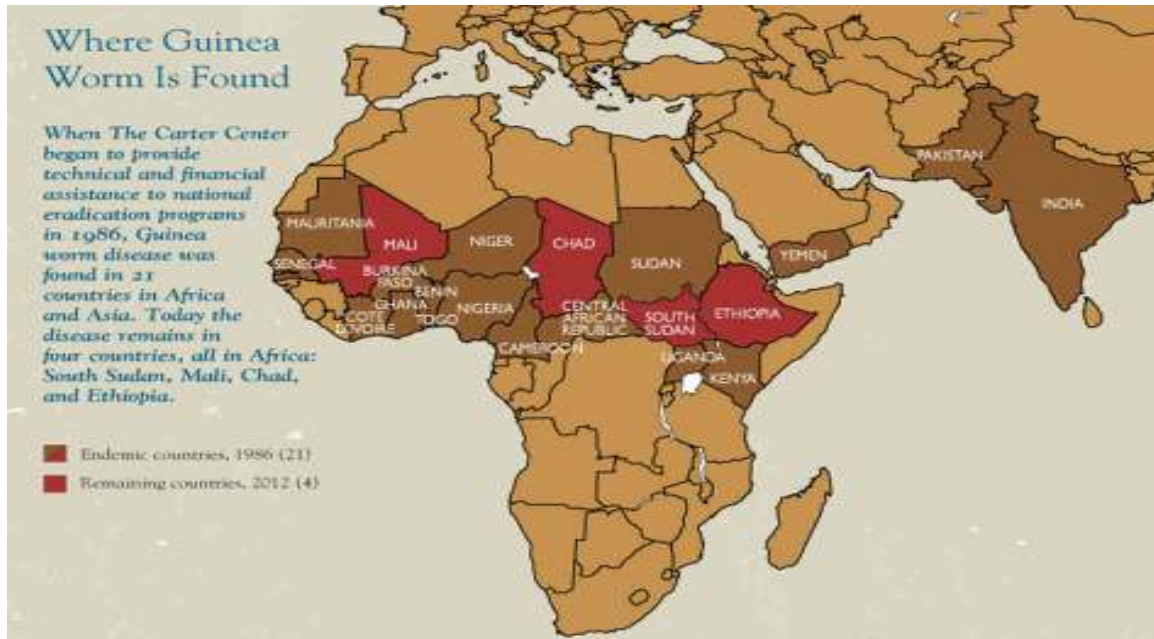 Where Guinea
Worm Is Found
When The Carter Center
began to provide
technical and financial
assistance to national
eradication programs
in 1986, Guinea
worm disease was
found in 21
countries in Africa
and Asia. Today the
disease remains in
four countries, all in Africa:
South Sudan, Mali, Chad,
and Ethiopia.
Endemic countries, 1986 (21)
Remaining countries, 2012 (4)
MAURITANIA
MALI
NIGER
CHAD
SUDAN
YEMEN
PAKISTAN
INDIA
SENEGAL
BURKINA
FASO
BENIN
GHANA
NIGERIA
COTE
D'IVOIRE
TOGO
CENTRAL
AFRICAN
REPUBLIC
SOUTH
SUDAN
ETHIOPIA
CAMEROON
UGANDA
KENYA